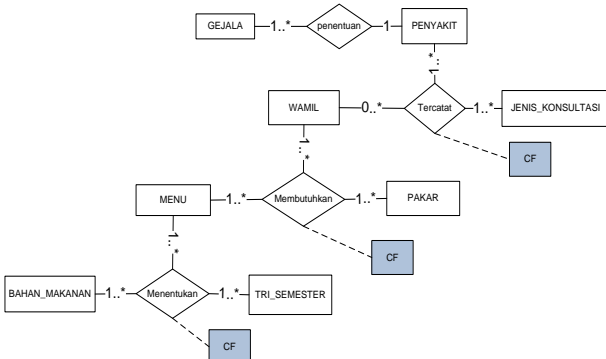 GEJALA
1..*
penentuan
1
PENYAKIT
1..*
WAMIL
0..*
Tercatat
1..*
JENIS_KONSULTASI
1..*
CF
MENU
1..*
Membutuhkan
1..*
PAKAR
1..*
CF
BAHAN_MAKANAN
1..*
Menentukan
1..*
TRI_SEMESTER
CF